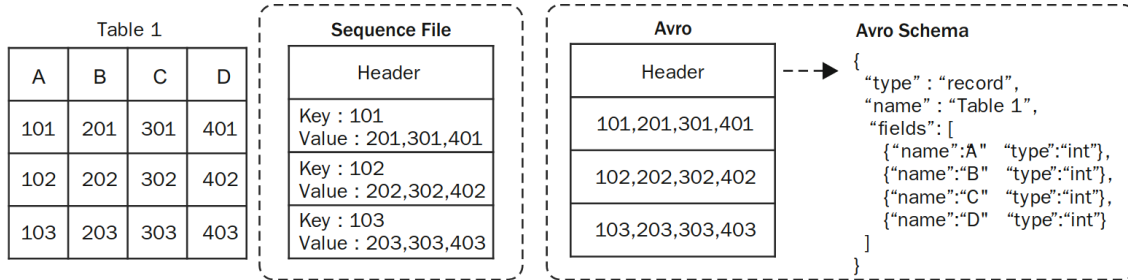 Table 1
A B C D
101 201 301 401
102 202 302 402
103 203 303 403
Sequence File
Header
Key : 101
Value : 201,301,401
Key : 102
Value : 202,302,402
Key : 103
Value : 203,303,403
Avro
Header
101,201,301,401
102,202,302,402
103,203,303,403
Avro Schema
{
“type” : “record”,
“name” : “Table 1”,
“fields”: [
{“name”:“A" “type”:“int”},
{“name”:“B" “type”:“int”},
{“name”:“C" “type”:“int”},
{“name”:“D" “type”:“int”}
]
}